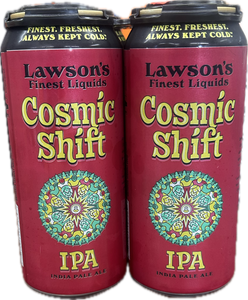 FINEST. FRESHEST.
ALWAYS KEPT COLD!
Lawson's
Finest Liquids
Cosmic
Shift
IPA
INDIA PALE ALE
FINEST. FRESHEST.
ALWAYS KEPT COLD!
Lawson's
Finest Liquids
Cosmic
Shift
IPA
INDIA PALE ALE